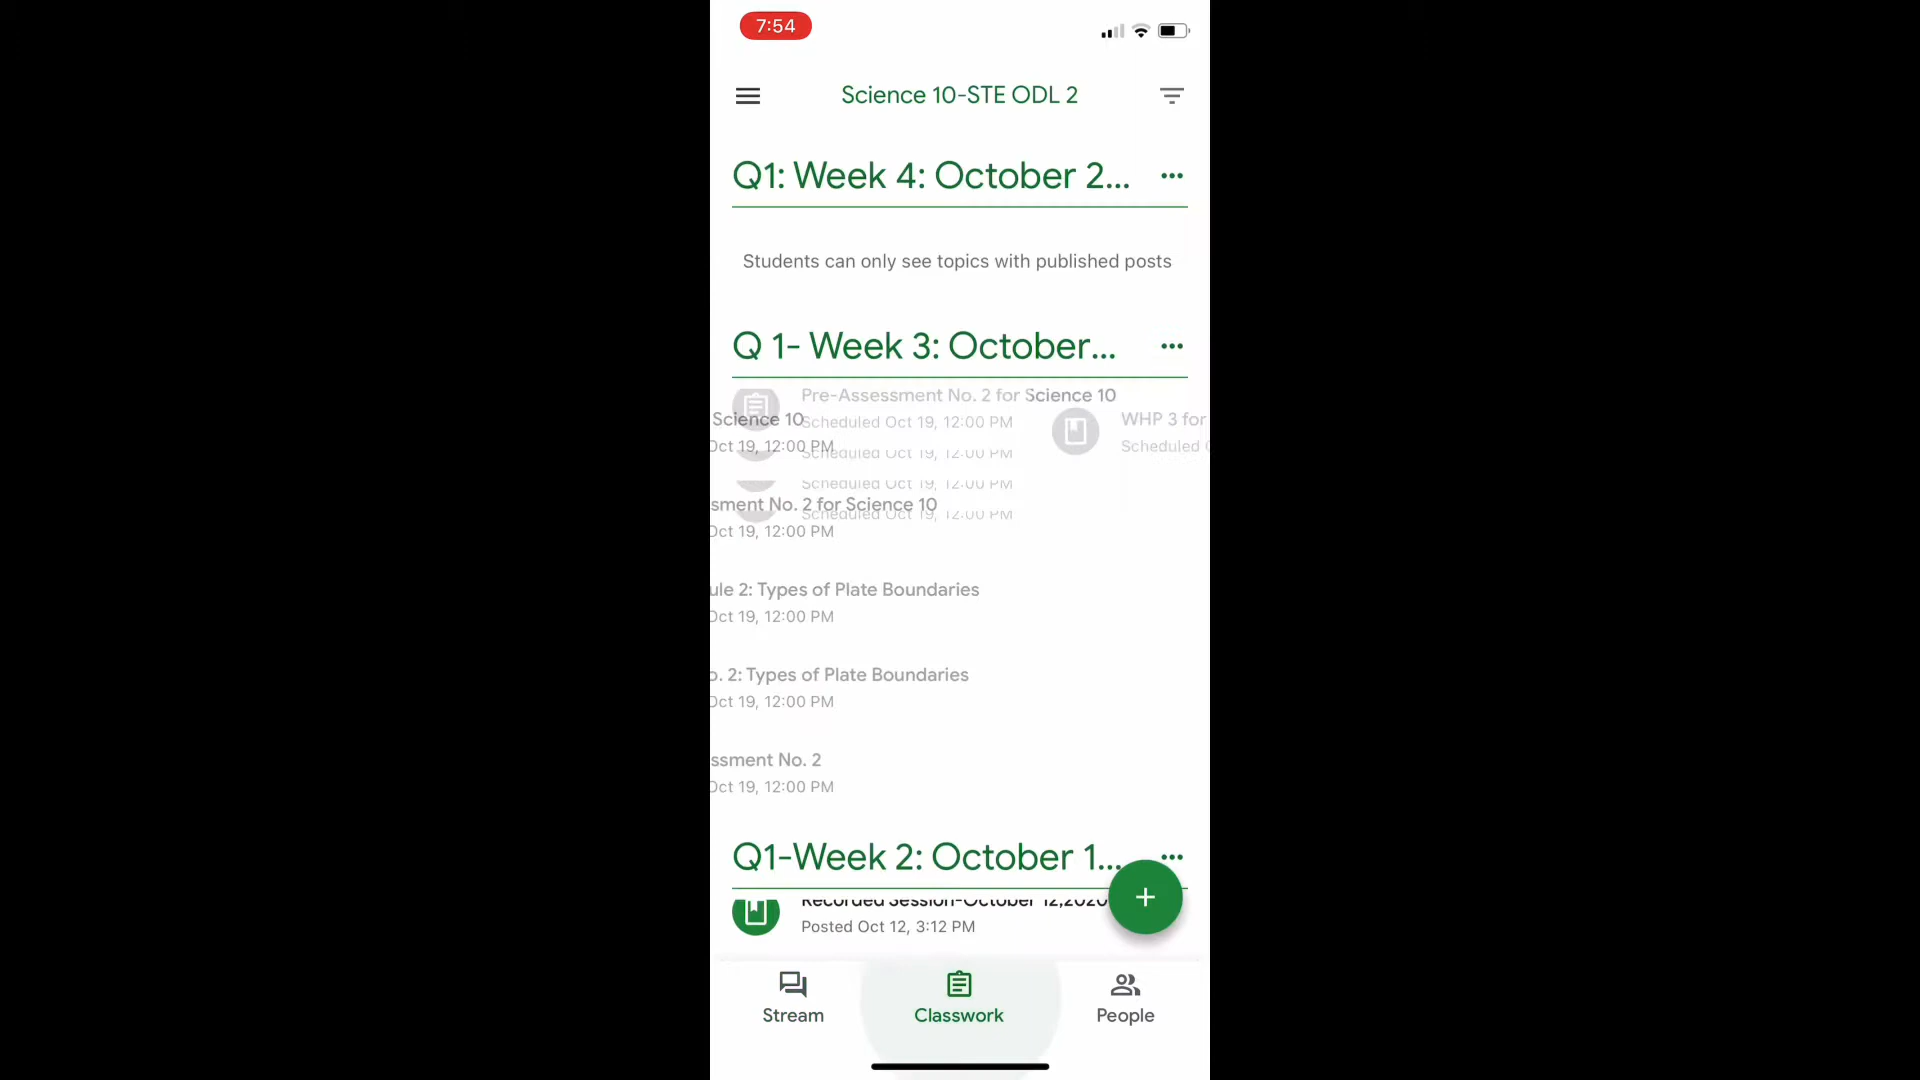 7:54
Science 10-STE ODL 2
Q1: Week 4: October 2...
Students can only see topics with published posts
Q 1- Week 3: October...
Pre-Assessment No. 2 for Science 10
Scheduled Oct 19, 12:00 PM
Science 10
Oct 19, 12:00 PM
WHP 3 for
Scheduled
Scheduled Oct 19, 12:00 PM
Scheduled Oct 19, 12:00 PM
No. 2 for Science 10
Scheduled Oct 19, 12:00 PM
Oct 19, 12:00 PM
2: Types of Plate Boundaries
Oct 19, 12:00 PM
2: Types of Plate Boundaries
Oct 19, 12:00 PM
No. 2
Oct 19, 12:00 PM
Q1-Week 2: October 1...
Recorded Session-October 12,2020
Posted Oct 12, 3:12 PM
Stream
Classwork
People